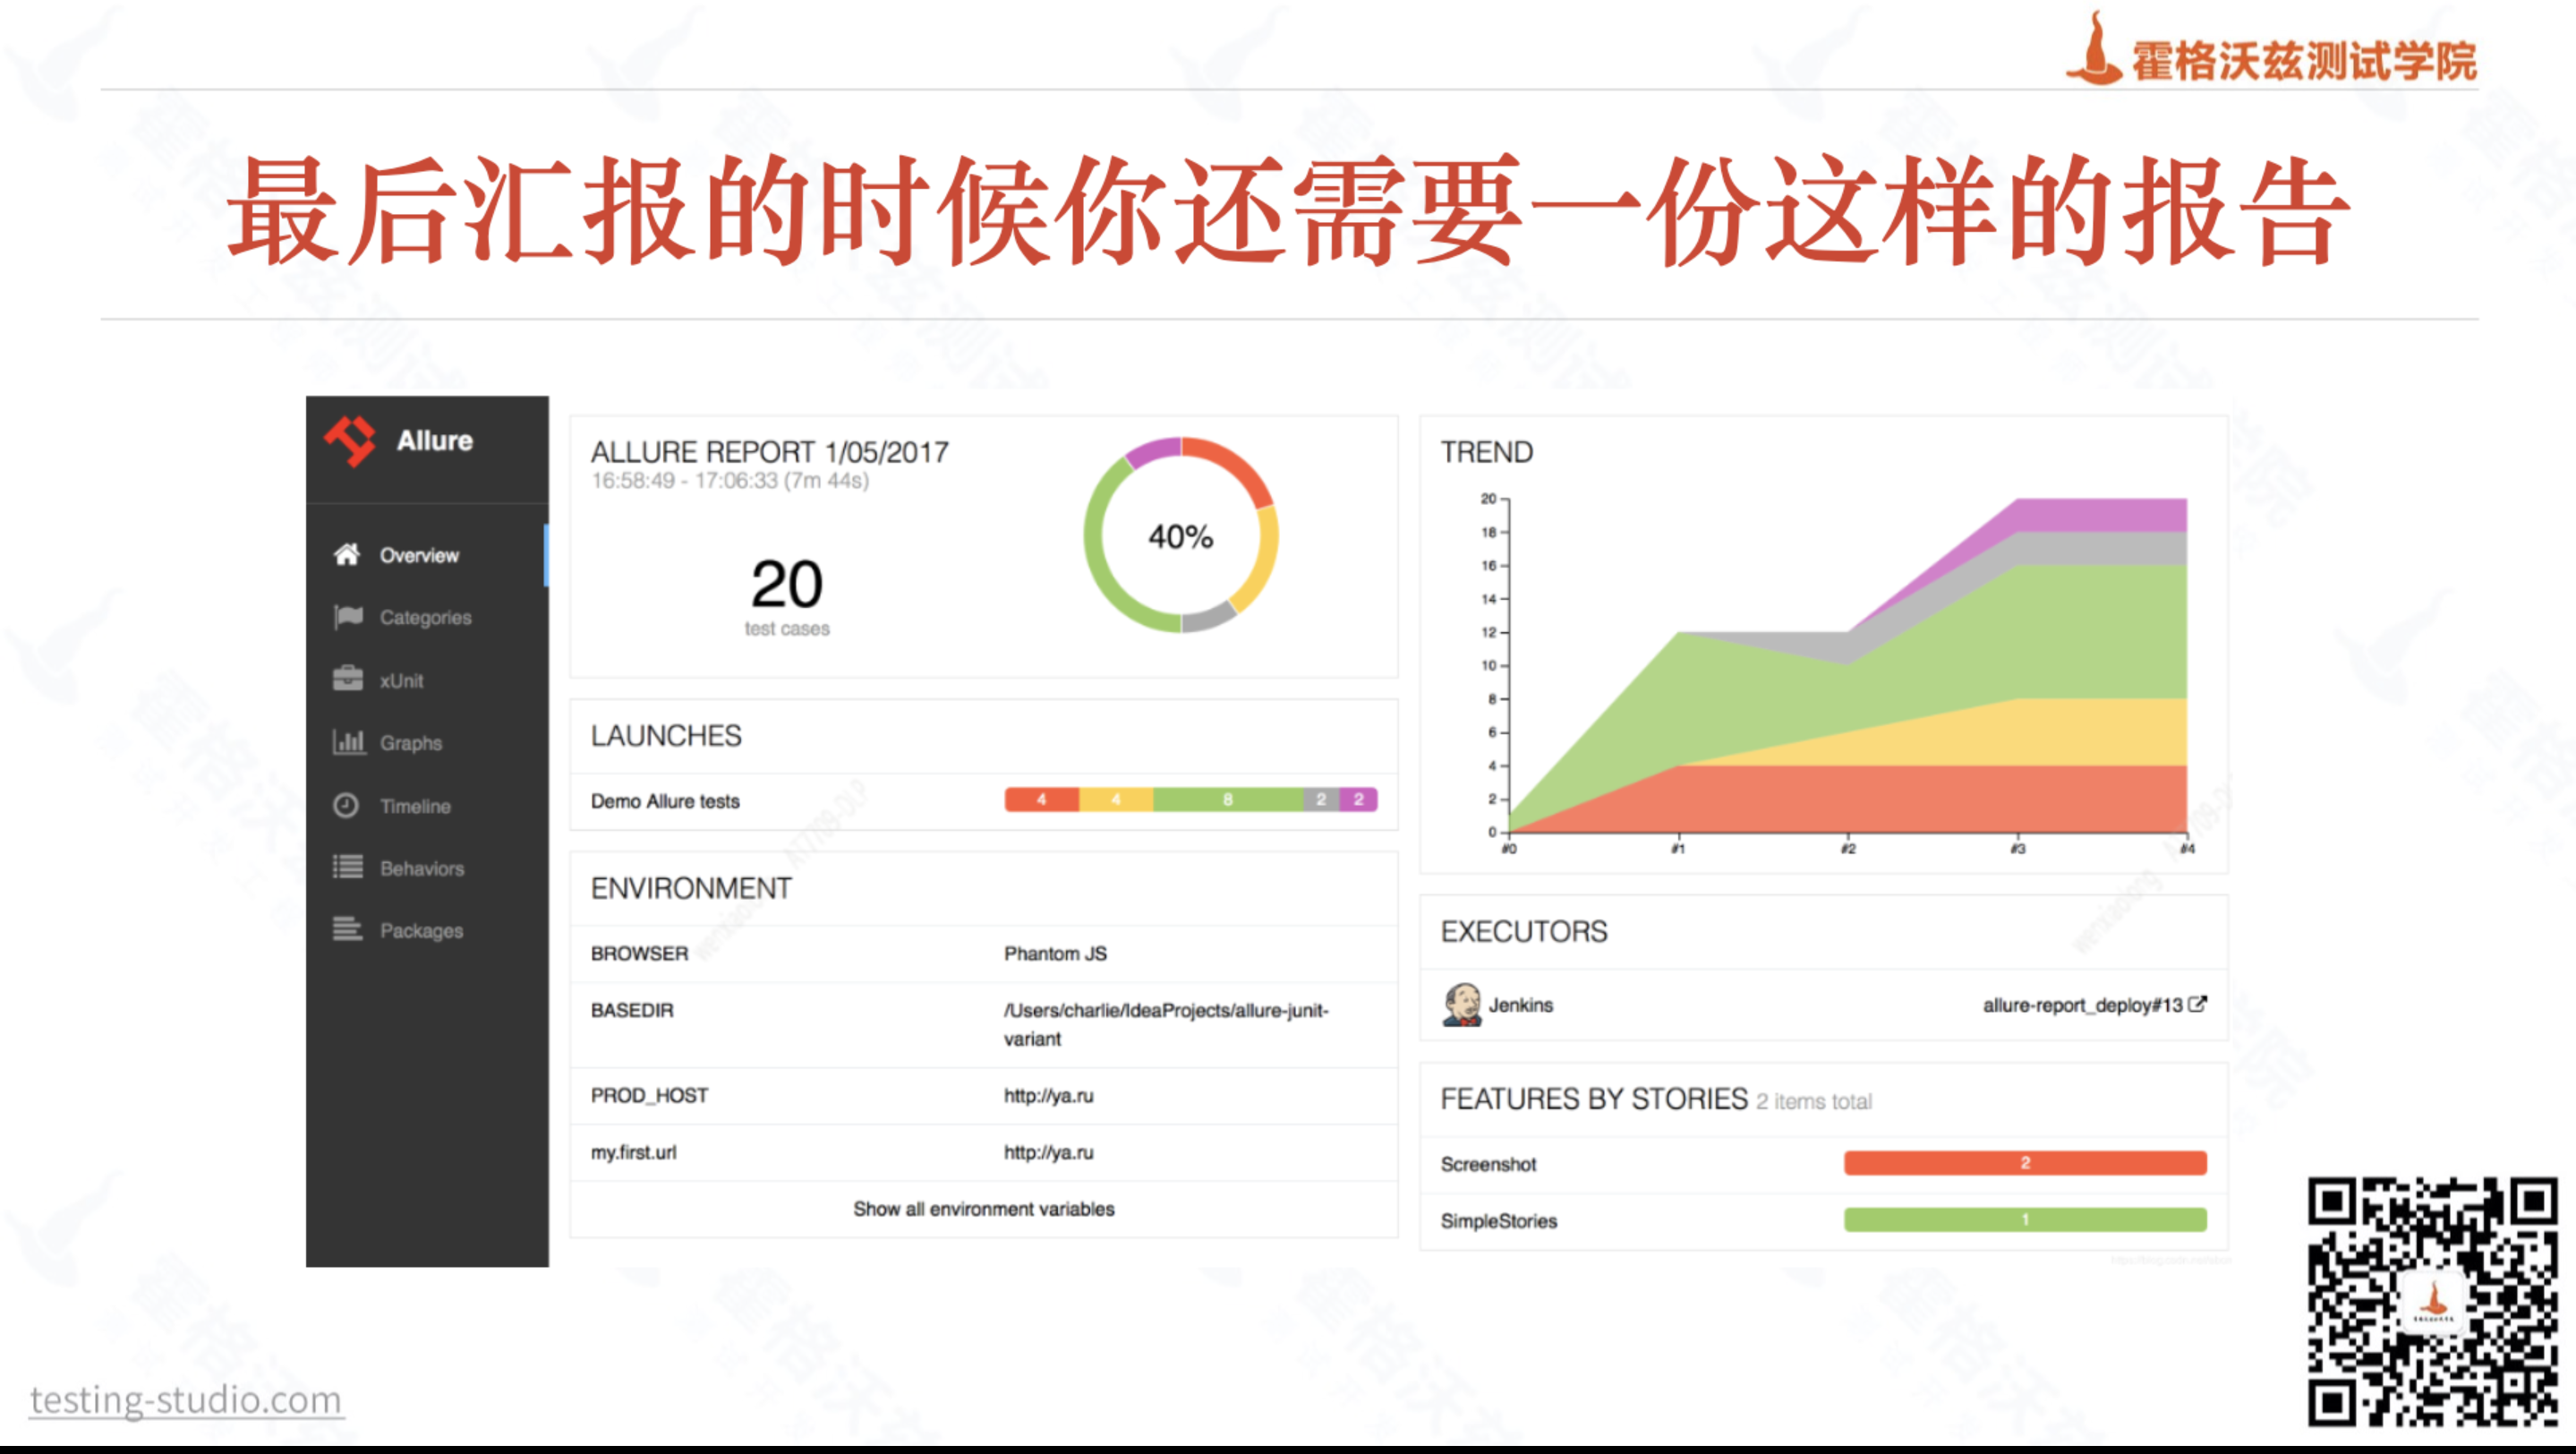 霍格沃兹测试学院
最后汇报的时候你还需要一份这样的报告
Allure
Overview
Categories
xUnit
Graphs
Timeline
Behaviors
Packages
ALLURE REPORT 1/05/2017
16:58:49 - 17:06:33 (7m 44s)
20
test cases
40%
LAUNCHES
Demo Allure tests 4 4 8 2 2
ENVIRONMENT
BROWSER Phantom JS
BASEDIR /Users/charlie/IdeaProjects/allure-junit-
variant
PROD_HOST http://ya.ru
my.first.url http://ya.ru
Show all environment variables
TREND
20
18
16
14
12
10
8
6
4
2
0
#0 #1 #2 #3 #4
EXECUTORS
Jenkins allure-report_deploy#13
FEATURES BY STORIES 2 items total
Screenshot 2
SimpleStories 1
testing-studio.com